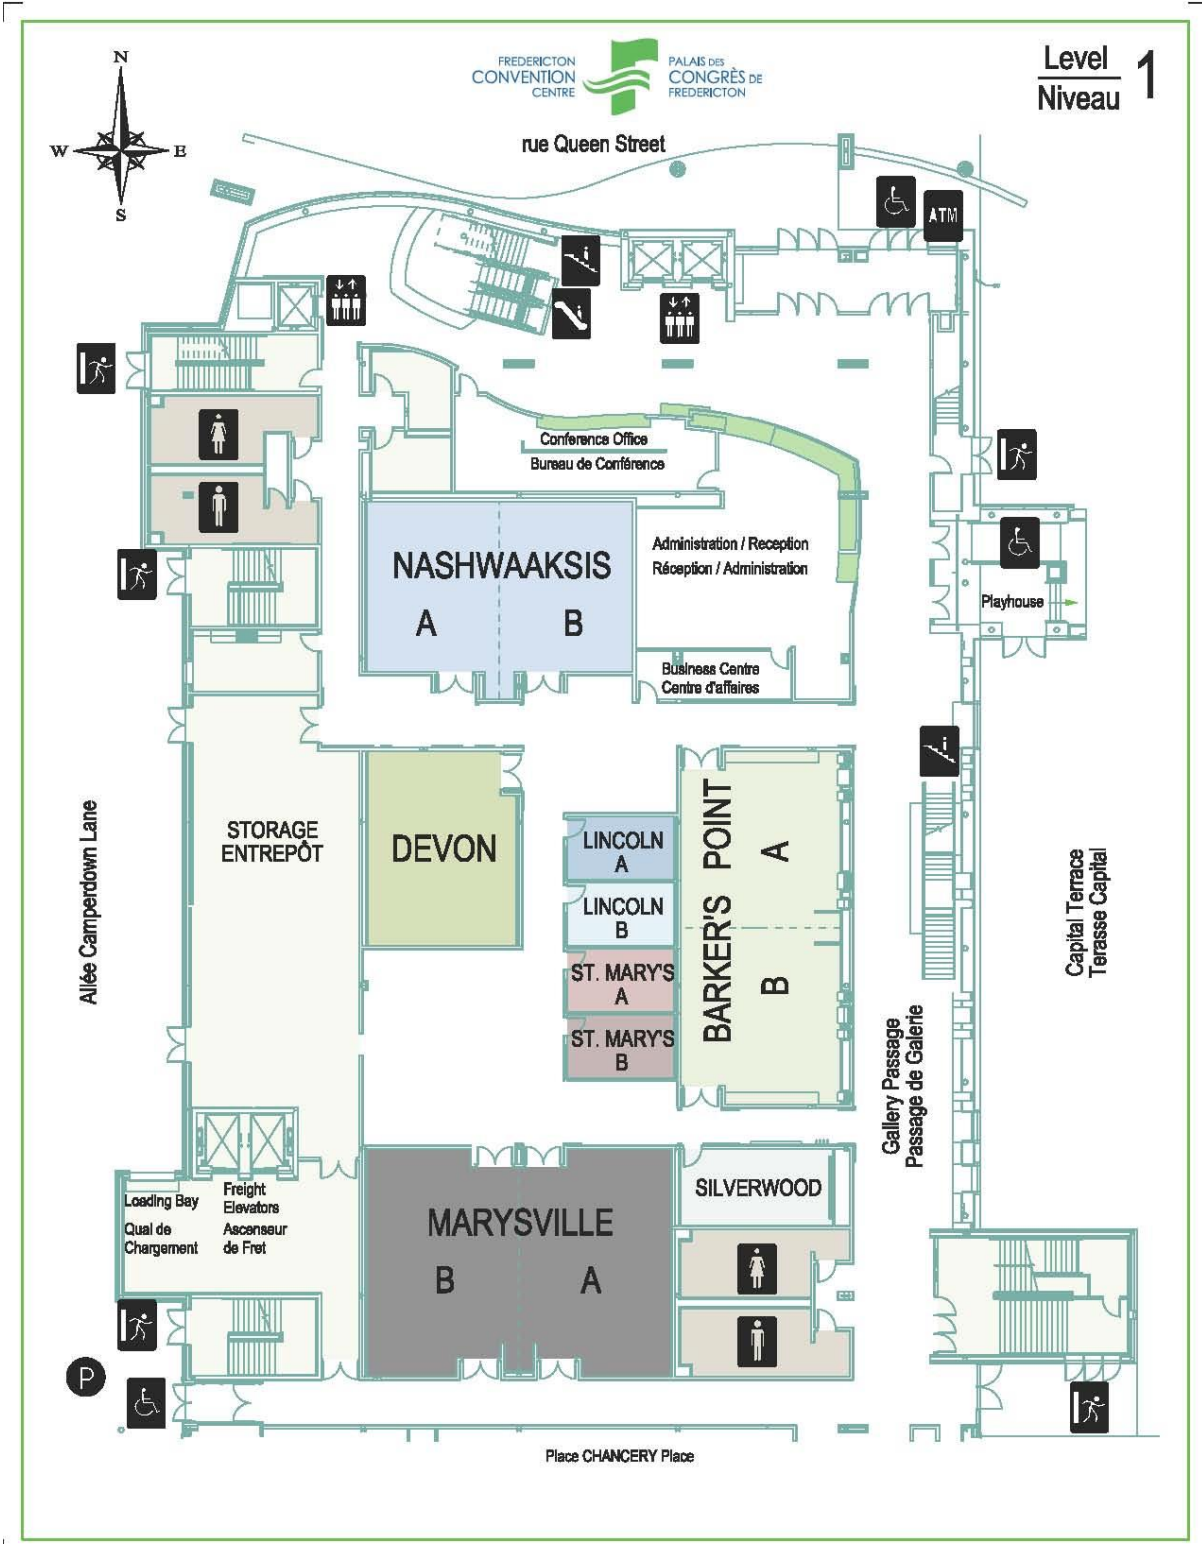 N
W E
S
FREDERICTON
CONVENTION
CENTRE
PALAIS DES
CONGRÈS DE
FREDERICTON
Level
Niveau
1
rue Queen Street
ATM
Conference Office
Bureau de Conférence
NASHWAAKSIS
A B
Administration / Reception
Réception / Administration
Playhouse
Business Centre
Centre d'affaires
STORAGE
ENTREPÔT
DEVON
LINCOLN
A
LINCOLN
B
ST. MARY'S
A
ST. MARY'S
B
BARKER'S POINT
A
B
Allée Camperdown Lane
Capital Terrace
Terasse Capital
Gallery Passage
Passage de Galerie
Loading Bay
Quai de
Chargement
Freight
Elevators
Ascenseur
de Fret
MARYSVILLE
B A
SILVERWOOD
P
Place CHANCERY Place